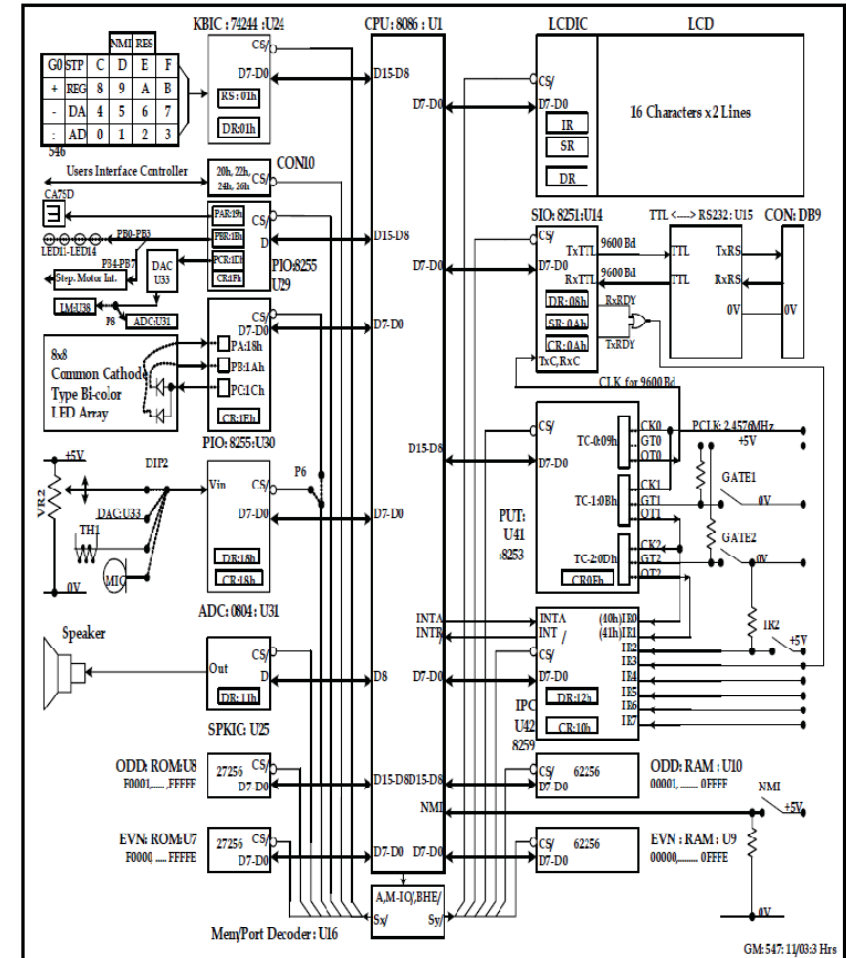 KBIC : 74244 : U24
CPU: 8086 : U1
LCDIC
LCD
NMI RES
G0 STP C D E F
+ REG 8 9 A B
- DA 4 5 6 7
: AD 0 1 2 3
546
CS/
D7-D0
RS : 01h
DR:01h
D15-D8
D7-D0
CS/
D7-D0
IR
SR
DR
16 Characters x 2 Lines
Users Interface Controller
20h, 22h,
24h, 26h
CS/
CON10
CA7SD
PAR:19h
PBR:1Bh
PCR:1Dh
CR:1Fh
CS/
D
PIO:8255
U29
D15-D8
PB0-PB3
LED11-LED14
PB4-PB7
Step. Motor Int.
DAC
U33
LM:U38
P8
ADC:U31
SIO: 8251:U14
TTL <----> RS232 : U15
CON: DB9
CS/
TxTTL
9600 Bd
TTL
TxRS
D7-D0
D7-D0
RxTTL
9600 Bd
TTL
RxRS
DR: 08h
RxRDY
SR: 0Ah
CR: 0Ah
TxRDY
0V
0V
TxC,RxC
CLK for 9600 Bd
8x8
Common Cathode
Type Bi-color
LED Array
CS/
D7-D0
PA:18h
PB:1Ah
PC:1Ch
CR:1Eh
PIO: 8255:U30
D7-D0
CS/
D7-D0
D15-D8
TC-0:09h
CK0
GT0
OT0
PCLK: 2.4576MHz
+5V
TC-1:0Bh
CK1
GT1
OT1
GATE1
0V
PUT:
U41
8253
TC-2:0Dh
CK2
GT2
OT2
GATE2
0V
+5V
VR2
0V
DIP2
DAC:U33
TH1
MIC
Vin
CS/
P6
D7-D0
D7-D0
DR:18h
CR:18h
ADC: 0804 : U31
INTA
INTR/
INTA
INT /
CS/
D7-D0
D7-D0
(40h)IR0
(41h)IR1
IR2
IR3
IR4
IR5
IR6
IR7
IR2
+5V
DR:12h
CR:10h
IPC
U42
8259
Speaker
Out
CS/
D
D8
DR:11h
SPKIC: U25
ODD: ROM:U8
F0001,...... ,FFFFF
27256
CS/
D7-D0
D15-D8
D15-D8
CS/
62256
D7-D0
ODD: RAM : U10
00001, ....... 0FFFF
NMI
NMI
+5V
0V
EVN: ROM:U7
F0000, ..... FFFFE
27256
CS/
D7-D0
D7-D0
D7-D0
CS/
62256
D7-D0
EVN : RAM : U9
00000,........ 0FFFE
A,M-IO/,BHE/
Sx/
Sy/
Mem/Port Decoder : U16
GM: 547: 11/03:3 Hrs